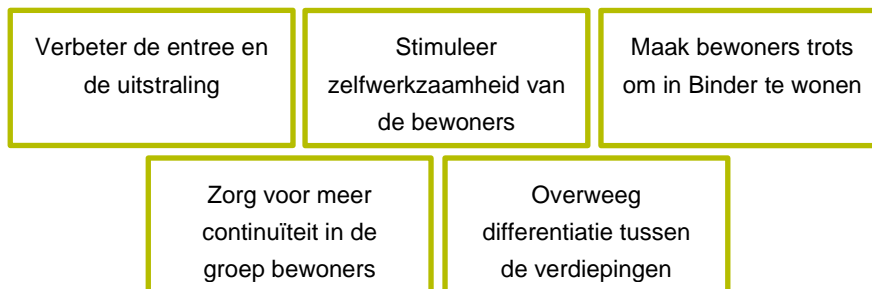 Verbeter de entree en
de uitstraling
Stimuleer
zelfwerkzaamheid van
de bewoners
Maak bewoners trots
om in Binder te wonen
Zorg voor meer
continuïteit in de
groep bewoners
Overweeg
differentiatie tussen
de verdiepingen